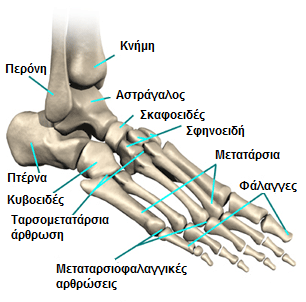 Κνήμη
Περόνη
Αστράγαλος
Σκαφοειδές
Σφηνοειδή
Μετατάρσια
Πτέρνα
Φάλαγγες
Κυβοειδές
Ταρσομετατάρσια
άρθρωση
Μεταταρσιοφαλαγγικές
αρθρώσεις